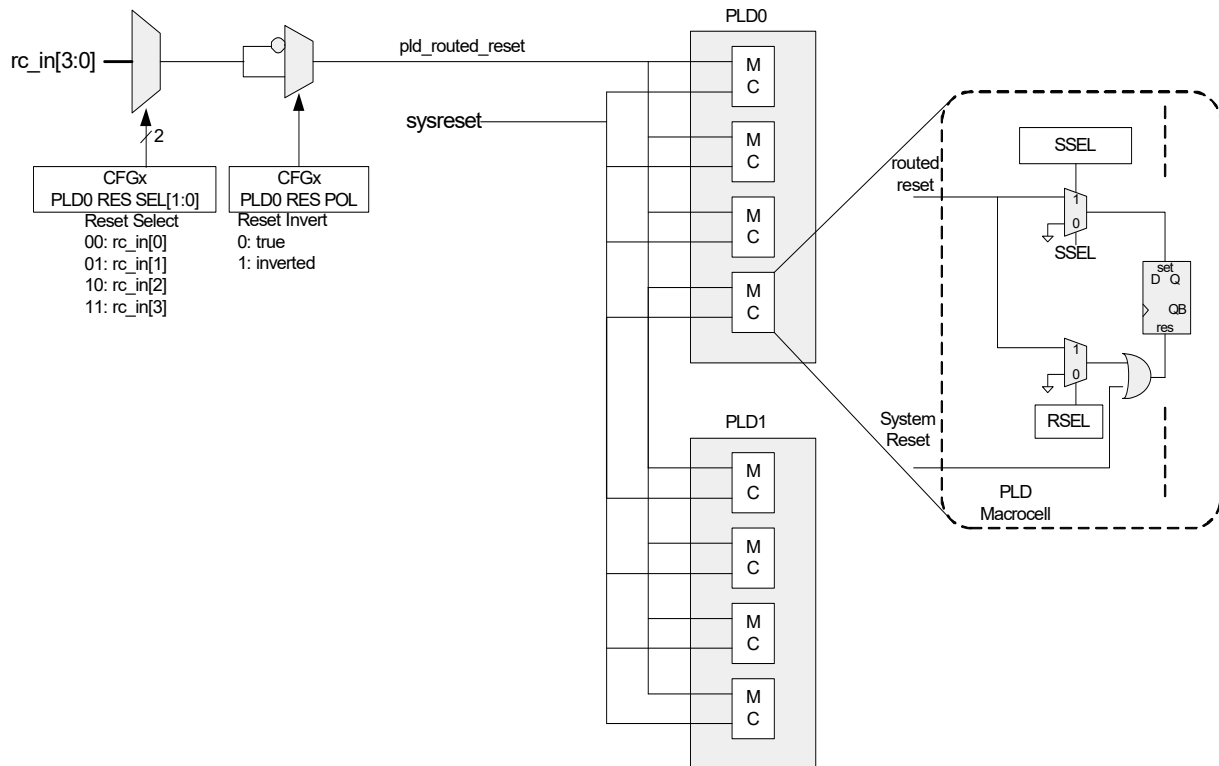 rc_in[3:0]
2
CFGx
PLD0 RES SEL[1:0]
Reset Select
00: rc_in[0]
01: rc_in[1]
10: rc_in[2]
11: rc_in[3]
CFGx
PLD0 RES POL
Reset Invert
0: true
1: inverted
pld_routed_reset
sysreset
PLD0
M
C
M
C
M
C
M
C
PLD1
M
C
M
C
M
C
M
C
SSEL
routed
reset
1
0
SSEL
set
D Q
QB
res
1
0
RSEL
System
Reset
PLD
Macrocell